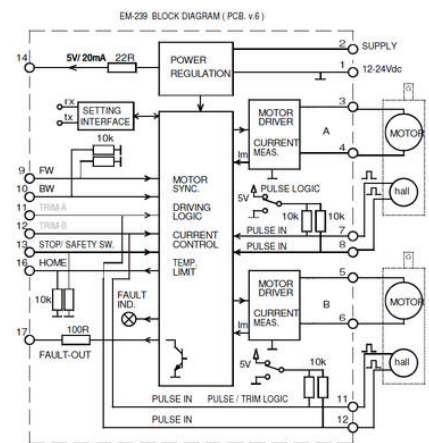 EM-239 BLOCK DIAGRAM ( PCB. v.6 )
14
5V/ 20mA
22R
POWER
REGULATION
2
SUPPLY
1
12-24Vdc
rx
tx
SETTING
INTERFACE
10k
MOTOR
DRIVER
CURRENT
MEAS.
A
Im
3
4
MOTOR
hall
9
FW
10
BW
11
TRIM-A
12
TRIM-B
13
STOP/ SAFETY SW.
16
HOME
MOTOR
SYNC.
DRIVING
LOGIC
CURRENT
CONTROL
TEMP.
LIMIT
5V
PULSE LOGIC
10k
10k
PULSE IN
7
PULSE IN
8
10k
FAULT
IND.
17
100R
FAULT-OUT
MOTOR
DRIVER
CURRENT
MEAS.
B
Im
5
6
MOTOR
hall
5V
10k
PULSE IN
PULSE / TRIM LOGIC
11
PULSE IN
12